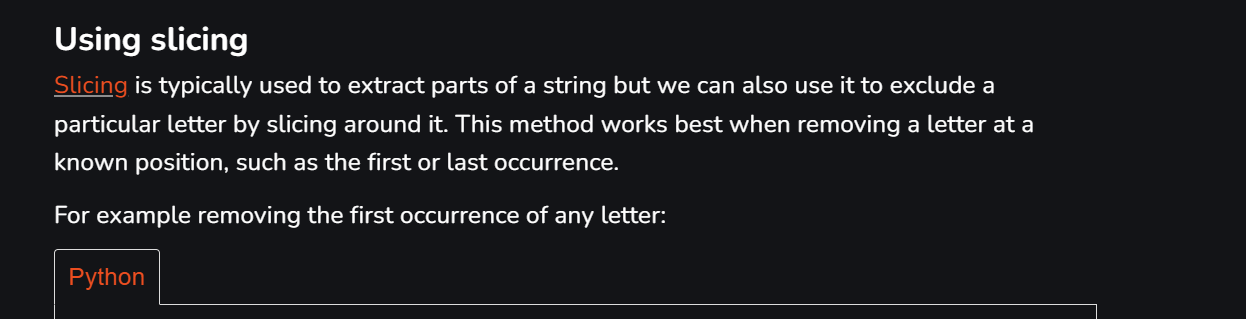 Using slicing
Slicing is typically used to extract parts of a string but we can also use it to exclude a
particular letter by slicing around it. This method works best when removing a letter at a
known position, such as the first or last occurrence.
For example removing the first occurrence of any letter:
Python